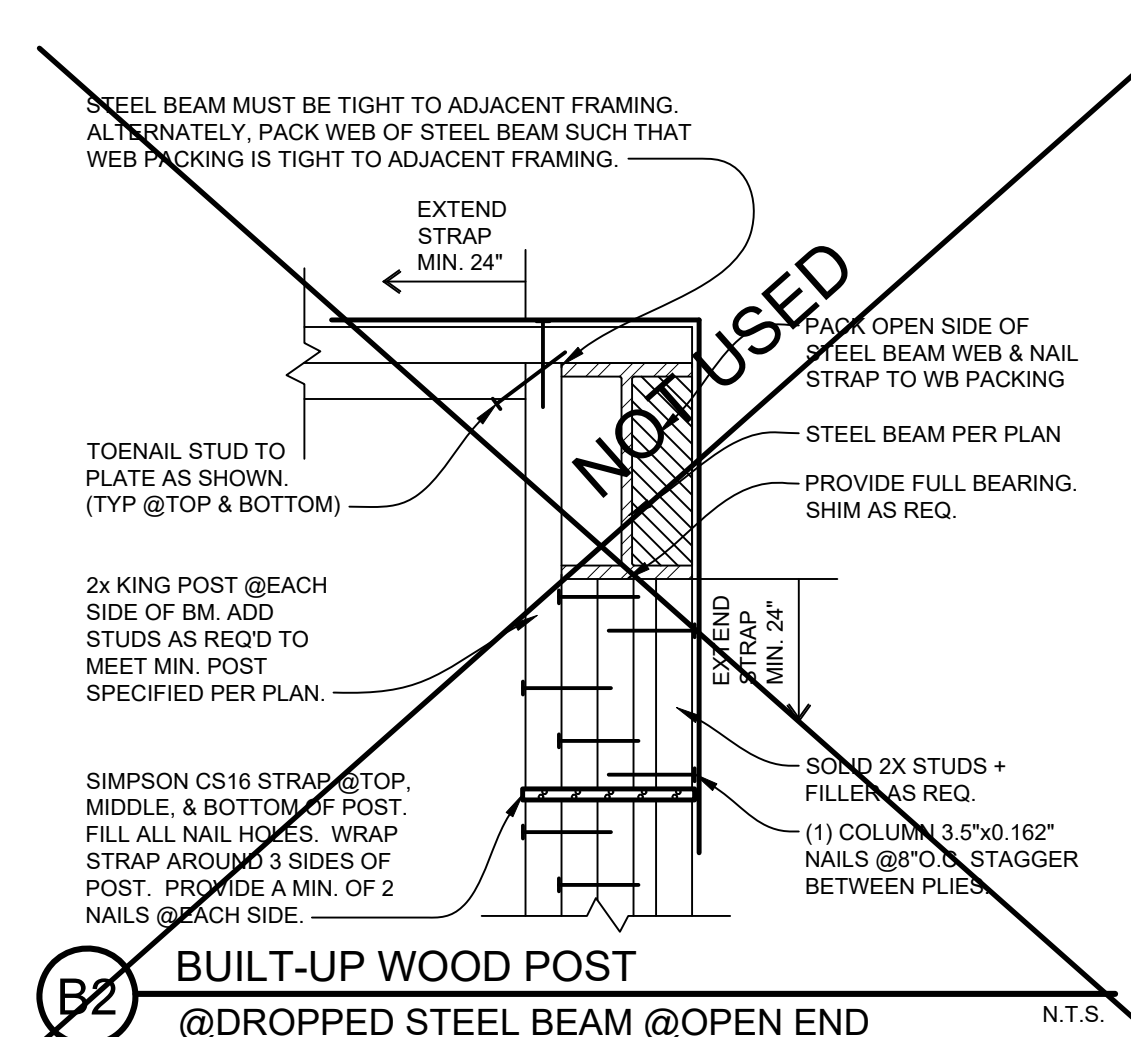 STEEL BEAM MUST BE TIGHT TO ADJACENT FRAMING.
ALTERNATELY, PACK WEB OF STEEL BEAM SUCH THAT
WEB PACKING IS TIGHT TO ADJACENT FRAMING.
EXTEND
STRAP
MIN. 24"
NOT USED
PACK OPEN SIDE OF
STEEL BEAM WEB & NAIL
STRAP TO WB PACKING
STEEL BEAM PER PLAN
PROVIDE FULL BEARING.
SHIM AS REQ.
TOENAIL STUD TO
PLATE AS SHOWN.
(TYP @TOP & BOTTOM)
2x KING POST @EACH
SIDE OF BM. ADD
STUDS AS REQ'D TO
MEET MIN. POST
SPECIFIED PER PLAN.
EXTEND
STRAP
MIN. 24"
SIMPSON CS16 STRAP @TOP,
MIDDLE, & BOTTOM OF POST.
FILL ALL NAIL HOLES. WRAP
STRAP AROUND 3 SIDES OF
POST. PROVIDE A MIN. OF 2
NAILS @EACH SIDE.
SOLID 2X STUDS +
FILLER AS REQ.
(1) COLUMN 3.5"x0.162"
NAILS @8"O.C. STAGGER
BETWEEN PLIES.
B2
BUILT-UP WOOD POST
@DROPPED STEEL BEAM @OPEN END
N.T.S.